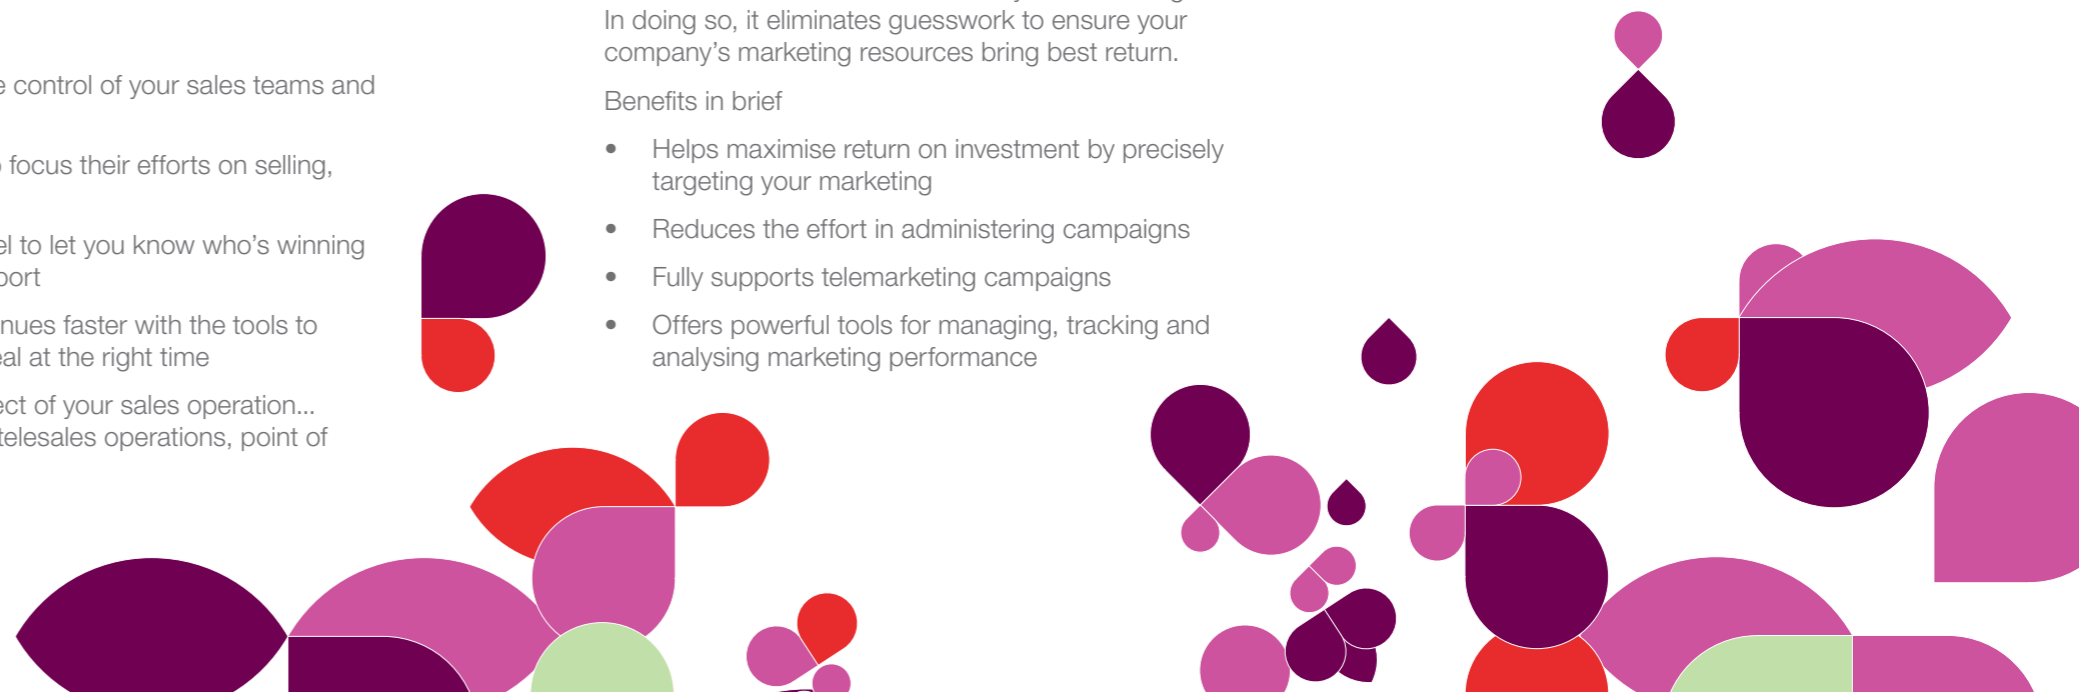 control of your sales teams and
focus their efforts on selling,
to let you know who's winning
faster with the tools to
at the right time
of your sales operation...
telesales operations, point of
In doing so, it eliminates guesswork to ensure your
company's marketing resources bring best return.
Benefits in brief
• Helps maximise return on investment by precisely
targeting your marketing
• Reduces the effort in administering campaigns
• Fully supports telemarketing campaigns
• Offers powerful tools for managing, tracking and
analysing marketing performance